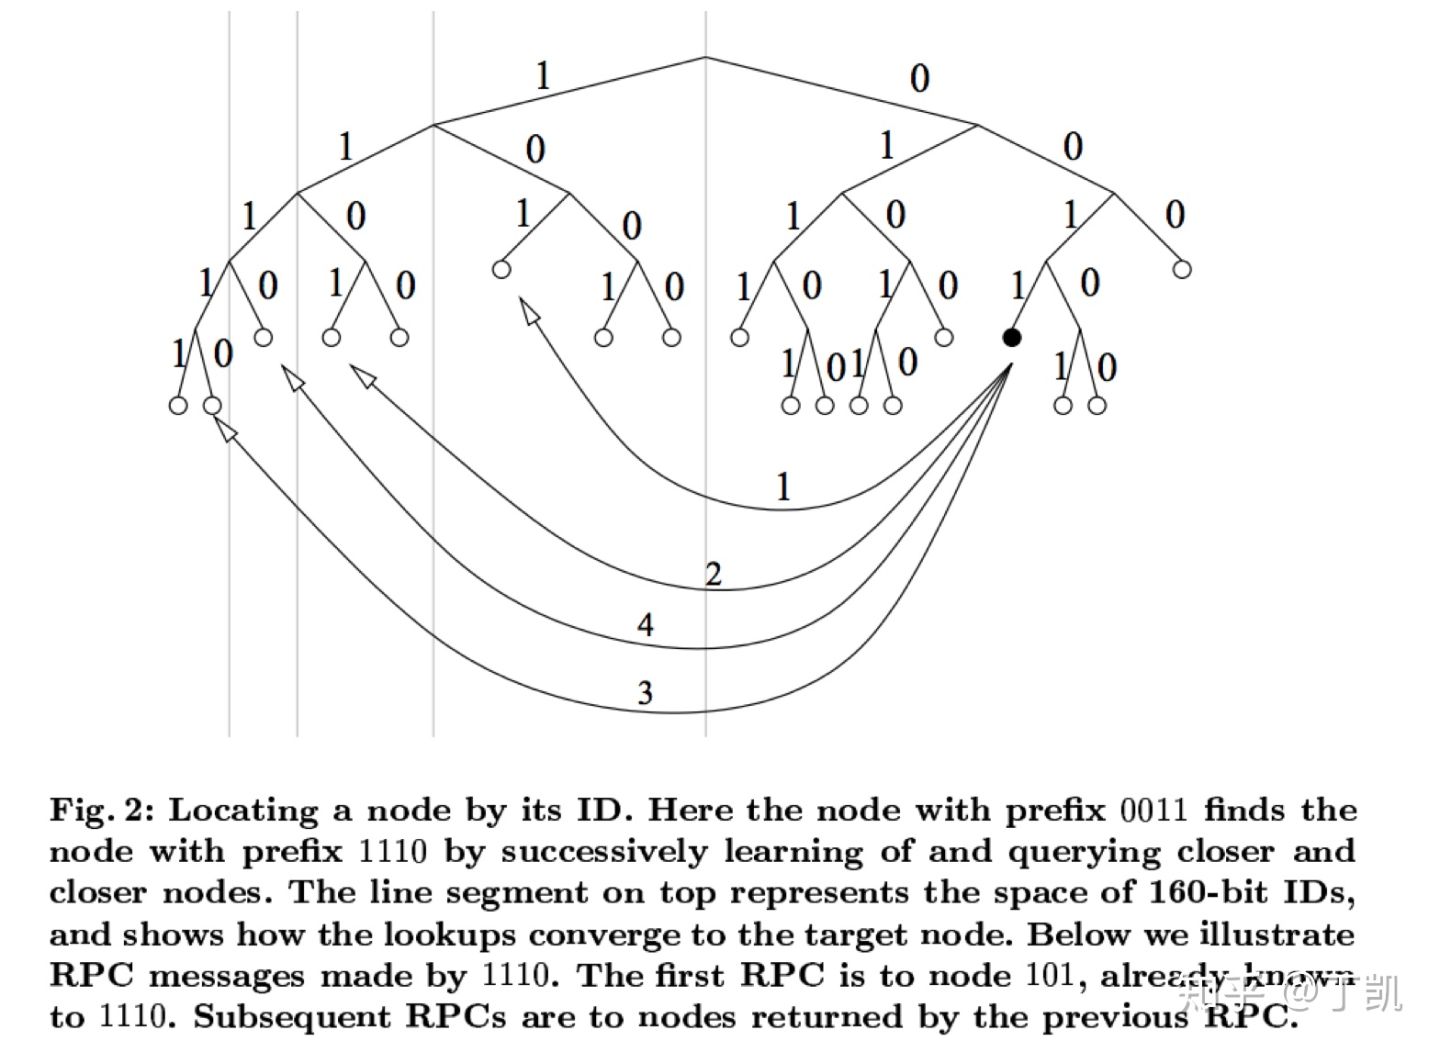 1 0
1 0 1 0
1 0 1 0 1 0 1 0
1 0 1 0 1 0 1 0 1 0 1 0
1 0 1 0 1 0 1 0
1
2
4
3
Fig. 2: Locating a node by its ID. Here the node with prefix 0011 finds the
node with prefix 1110 by successively learning of and querying closer and
closer nodes. The line segment on top represents the space of 160-bit IDs,
and shows how the lookups converge to the target node. Below we illustrate
RPC messages made by 1110. The first RPC is to node 101, already known
to 1110. Subsequent RPCs are to nodes returned by the previous RPC.
知乎 @丁凯